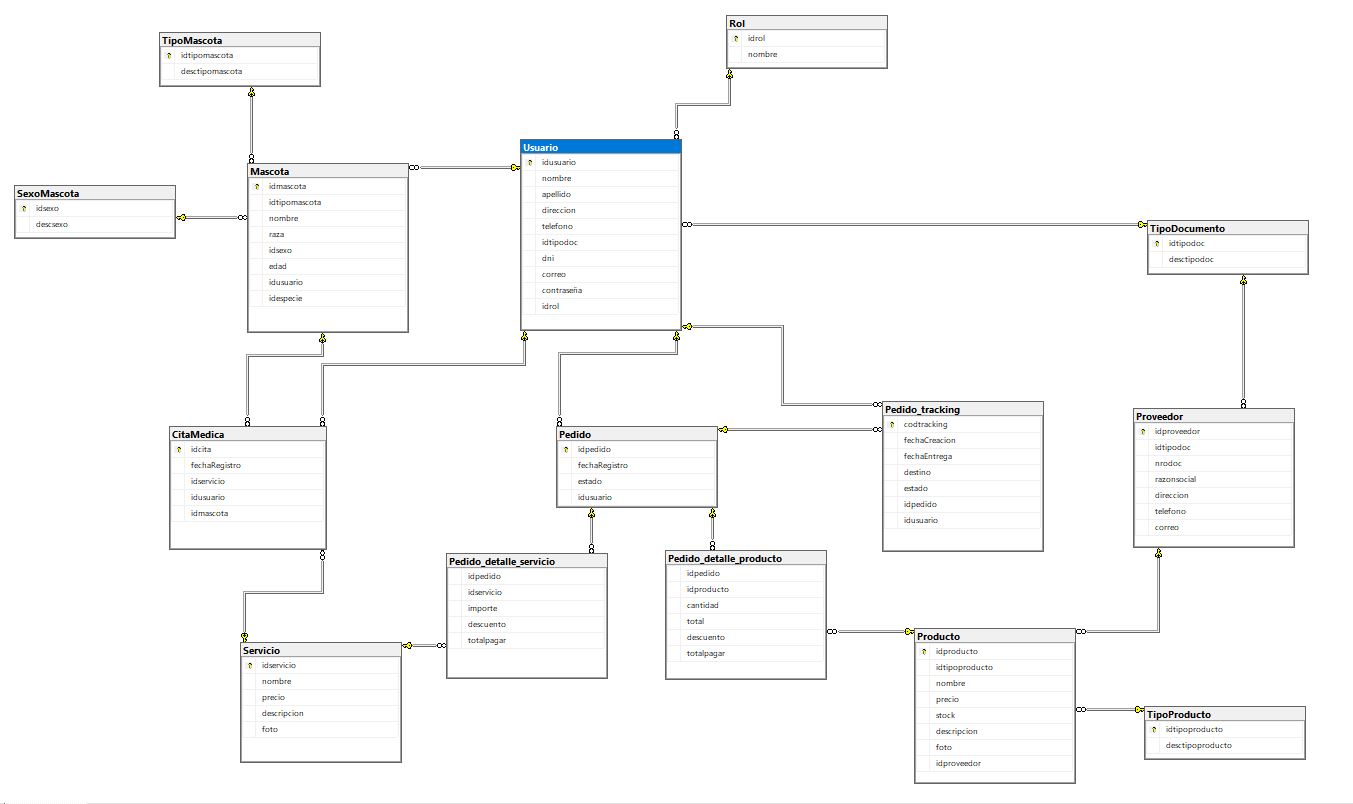 TipoMascota
idtipomascota
desctipomascota
Rol
idrol
nombre
Usuario
idusuario
nombre
apellido
direccion
telefono
idtipodoc
dni
correo
contraseña
idrol
Mascota
idmascota
idtipomascota
nombre
raza
idsexo
edad
idusuario
idespecie
SexoMascota
idsexo
descsexo
TipoDocumento
idtipodoc
desctipodoc
CitaMedica
idcita
fechaRegistro
idservicio
idusuario
idmascota
Pedido
idpedido
fechaRegistro
estado
idusuario
Pedido_tracking
codtracking
fechaCreacion
fechaEntrega
destino
estado
idpedido
idusuario
Proveedor
idproveedor
idtipodoc
nrodoc
razonsocial
direccion
telefono
correo
Pedido_detalle_servicio
idpedido
idservicio
importe
descuento
totalpagar
Pedido_detalle_producto
idpedido
idproducto
cantidad
total
descuento
totalpagar
Servicio
idservicio
nombre
precio
descripcion
foto
Producto
idproducto
idtipoproducto
nombre
precio
stock
descripcion
foto
idproveedor
TipoProducto
idtipoproducto
desctipoproducto